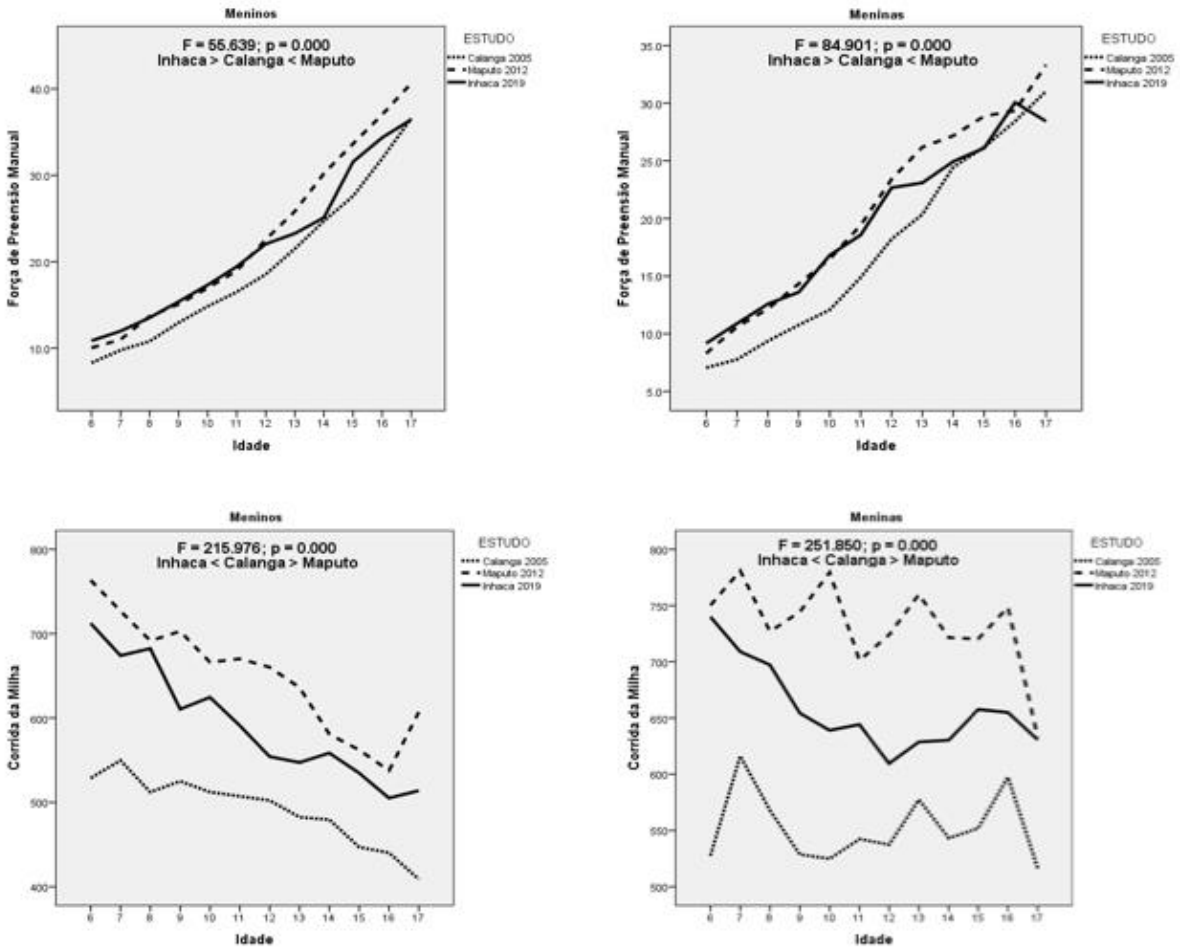 Meninos
F = 55.639; p = 0.000
Inhaca > Calanga < Maputo
ESTUDO
Calanga 2005
Maputo 2012
Inhaca 2019
Força de Preensão Manual
40.0
30.0
20.0
10.0
6 7 8 9 10 11 12 13 14 15 16 17
Idade
Meninas
F = 84.901; p = 0.000
Inhaca > Calanga < Maputo
ESTUDO
Calanga 2005
Maputo 2012
Inhaca 2019
Força de Preensão Manual
35.0
30.0
25.0
20.0
15.0
10.0
5.0
6 7 8 9 10 11 12 13 14 15 16 17
Idade
Meninos
F = 215.976; p = 0.000
Inhaca < Calanga > Maputo
ESTUDO
Calanga 2005
Maputo 2012
Inhaca 2019
Corrida da Milha
800
700
600
500
400
6 7 8 9 10 11 12 13 14 15 16 17
Idade
Meninas
F = 251.850; p = 0.000
Inhaca < Calanga > Maputo
ESTUDO
Calanga 2005
Maputo 2012
Inhaca 2019
Corrida da Milha
800
750
700
650
600
550
500
6 7 8 9 10 11 12 13 14 15 16 17
Idade